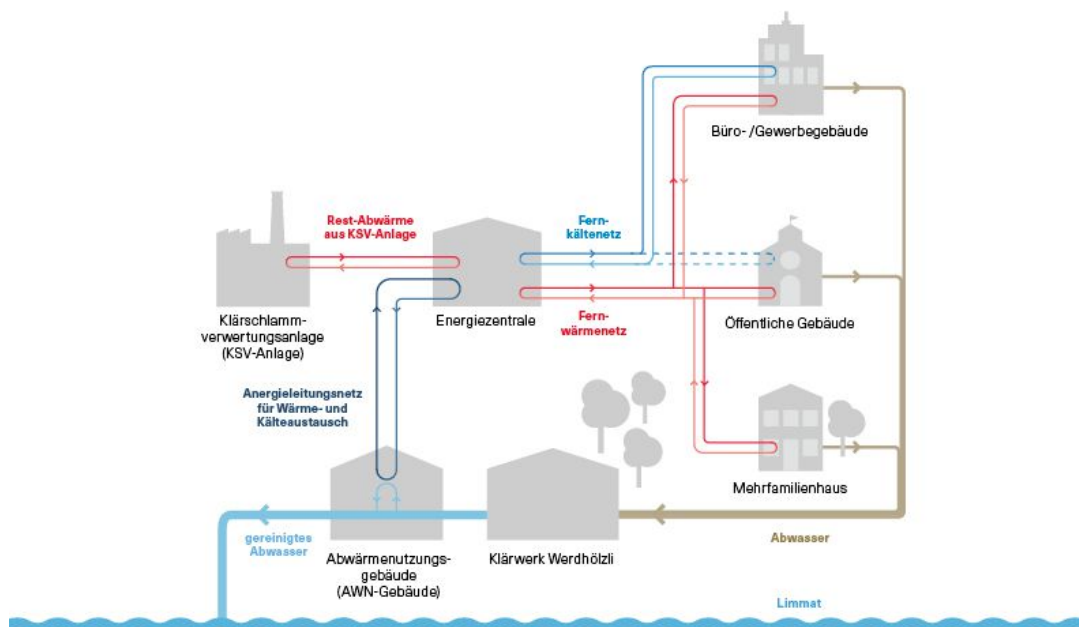 Büro- /Gewerbegebäude
Rest-Abwärme
aus KSV-Anlage
Fern-
kältenetz
Klärschlamm-
verwertungsanlage
(KSV-Anlage)
Energiezentrale
Fern-
wärmenetz
Öffentliche Gebäude
Anergieleitungsnetz
für Wärme- und
Kälteaustausch
Mehrfamilienhaus
gereinigtes
Abwasser
Abwärmenutzungs-
gebäude
(AWN-Gebäude)
Klärwerk Werdhölzli
Abwasser
Limmat